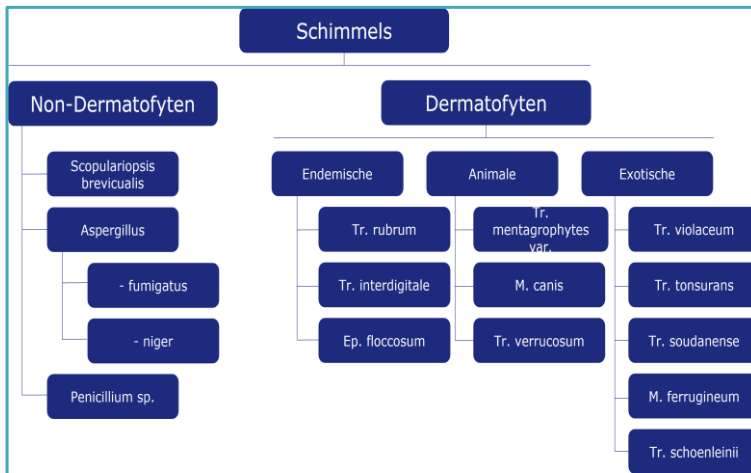 Schimmels
Non-Dermatofyten
Dermatofyten
Scopulariopsis
brevicualis
Aspergillus
- fumigatus
- niger
Penicillium sp.
Endemische
Tr. rubrum
Tr. interdigitale
Ep. floccosum
Animale
Tr.
mentagrophytes
var.
M. canis
Tr. verrucosum
Exotische
Tr. violaceum
Tr. tonsurans
Tr. soudanense
M. ferrugineum
Tr. schoenleinii